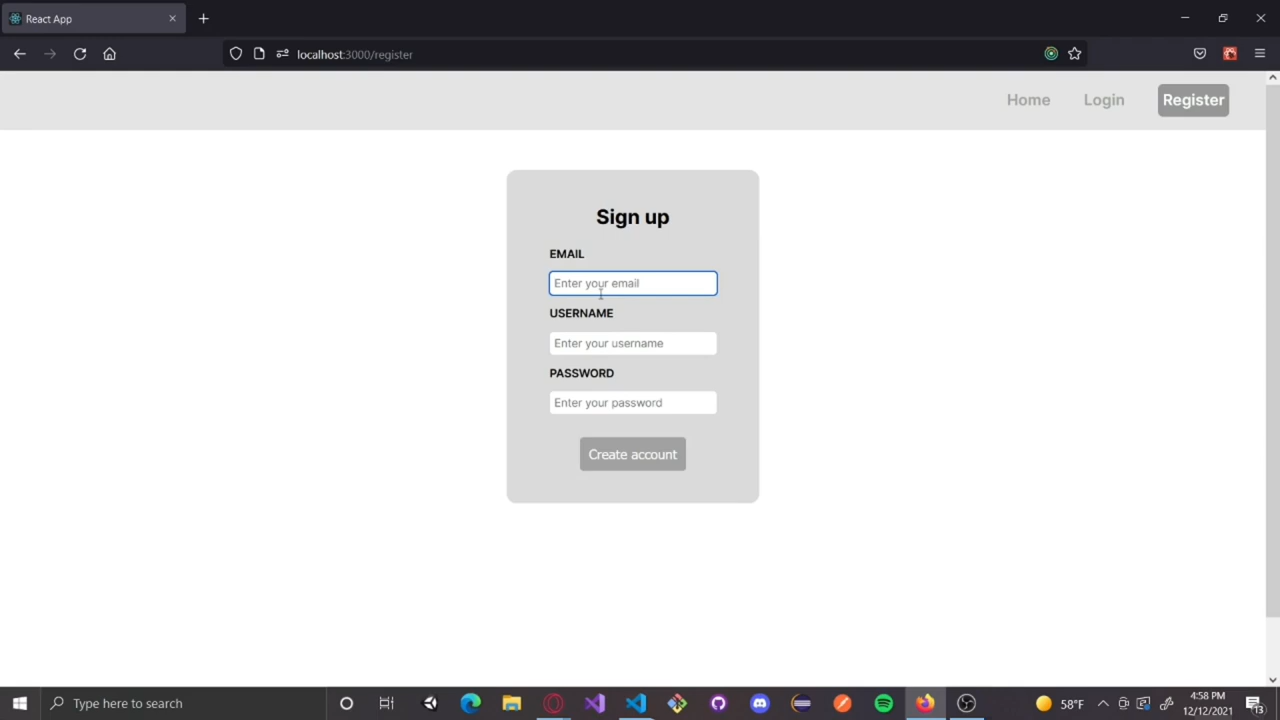 React App
localhost:3000/register
Home Login Register
Sign up
EMAIL
Enter your email
USERNAME
Enter your username
PASSWORD
Enter your password
Create account
Type here to search
58°F
4:58 PM
12/12/2021
13